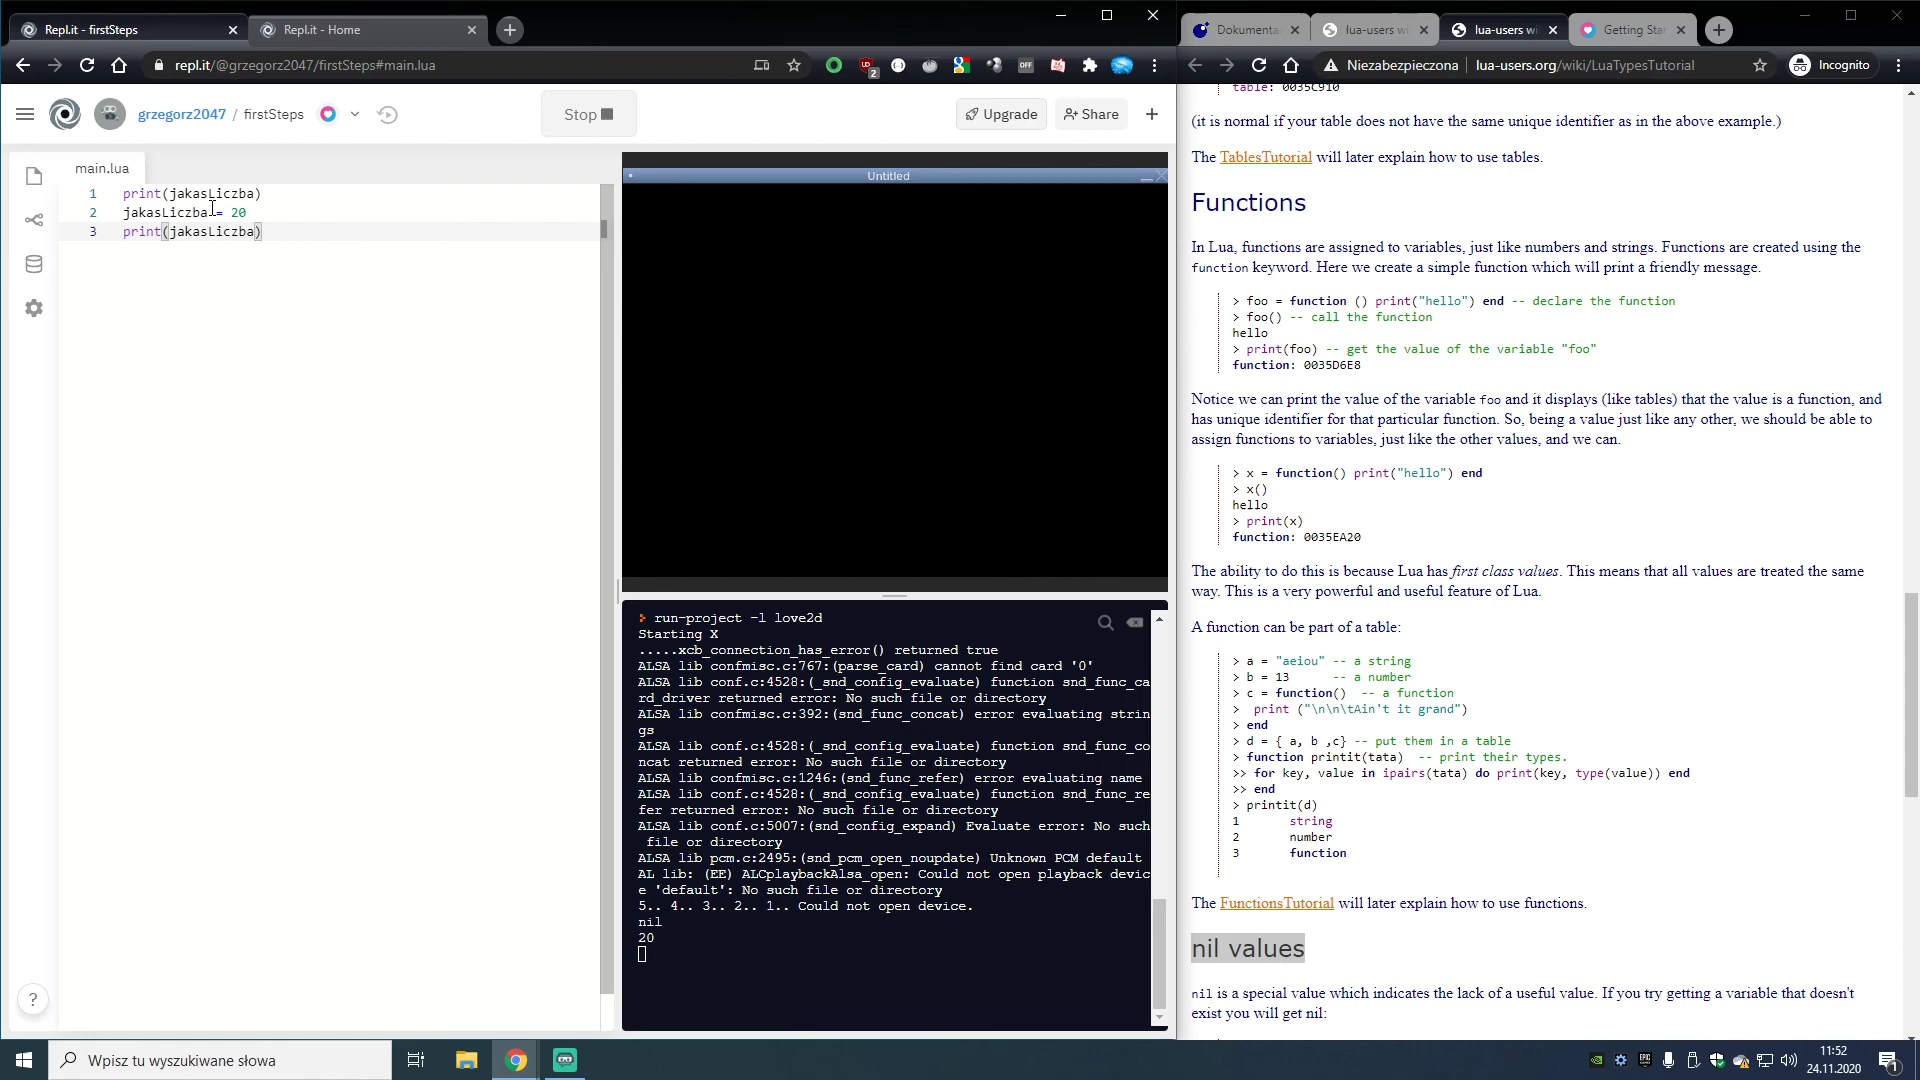 Repl.it - firstSteps
Repl.it - Home
repl.it/@grzegorz2047/firstSteps#main.lua
grzegorz2047 / firstSteps
Stop
Upgrade
Share
main.lua
1 print(jakasLiczba)
2 jakasLiczba = 20
3 print(jakasLiczba)
Untitled
run-project -l love2d
Starting X
.....xcb_connection_has_error() returned true
ALSA lib confmisc.c:767:(parse_card) cannot find card '0'
ALSA lib conf.c:4528:(_snd_config_evaluate) function snd_func_ca
rd_driver returned error: No such file or directory
ALSA lib confmisc.c:392:(snd_func_concat) error evaluating strin
gs
ALSA lib conf.c:4528:(_snd_config_evaluate) function snd_func_co
ncat returned error: No such file or directory
ALSA lib confmisc.c:1246:(snd_func_refer) error evaluating name
ALSA lib conf.c:4528:(_snd_config_evaluate) function snd_func_re
fer returned error: No such file or directory
ALSA lib conf.c:5007:(snd_config_expand) Evaluate error: No such
file or directory
ALSA lib pcm.c:2495:(snd_pcm_open_noupdate) Unknown PCM default
AL lib: (EE) ALCplaybackAlsa_open: Could not open playback devic
e 'default': No such file or directory
5.. 4.. 3.. 2.. 1.. Could not open device.
nil
20
Dokumenta
lua-users wi
lua-users wi
Getting Star
Niezabezpieczona | lua-users.org/wiki/LuaTypesTutorial
Incognito
table: 0035C910
(it is normal if your table does not have the same unique identifier as in the above example.)
The TablesTutorial will later explain how to use tables.
Functions
In Lua, functions are assigned to variables, just like numbers and strings. Functions are created using the
function keyword. Here we create a simple function which will print a friendly message.
> foo = function () print("hello") end -- declare the function
> foo() -- call the function
hello
> print(foo) -- get the value of the variable "foo"
function: 0035D6E8
Notice we can print the value of the variable foo and it displays (like tables) that the value is a function, and
has unique identifier for that particular function. So, being a value just like any other, we should be able to
assign functions to variables, just like the other values, and we can.
> x = function() print("hello") end
> x()
hello
> print(x)
function: 0035EA20
The ability to do this is because Lua has first class values. This means that all values are treated the same
way. This is a very powerful and useful feature of Lua.
A function can be part of a table:
> a = "aeiou" -- a string
> b = 13 -- a number
> c = function() -- a function
> print ("\n\n\tAin't it grand")
> end
> d = { a, b ,c} -- put them in a table
> function printit(tata) -- print their types.
>> for key, value in ipairs(tata) do print(key, type(value)) end
>> end
> printit(d)
1 string
2 number
3 function
The FunctionsTutorial will later explain how to use functions.
nil values
nil is a special value which indicates the lack of a useful value. If you try getting a variable that doesn't
exist you will get nil:
Wpisz tu wyszukiwane słowa
11:52
24.11.2020